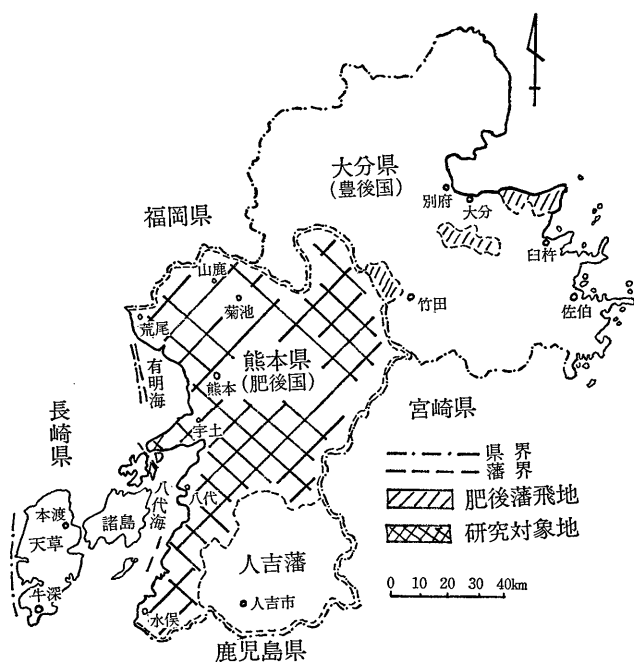 大分県
(豊後国)
別府
大分
福岡県
臼杵
山鹿
竹田
佐伯
菊池
荒尾
熊本県
(肥後国)
有明海
熊本
宮崎県
長崎県
宇土
県界
藩界
八代
八代海
肥後藩飛地
本渡
諸島
天草
研究対象地
人吉藩
牛深
人吉市
水俣
0 10 20 30 40km
鹿児島県